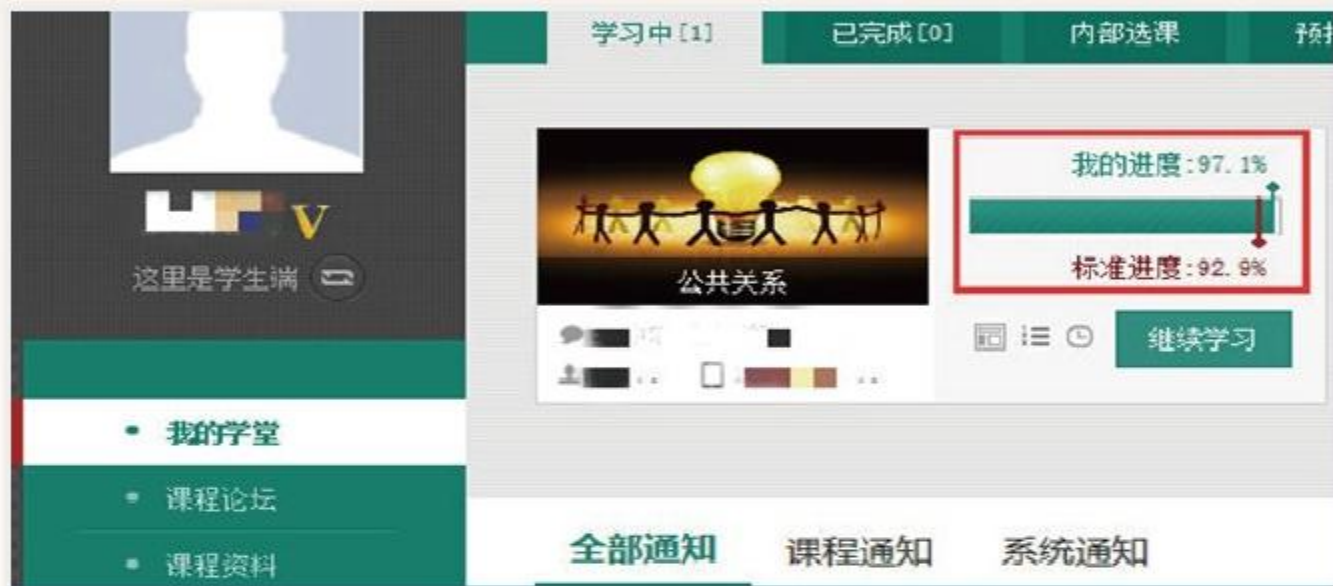 学习中[1]
已完成[0]
内部选课
我的进度:97.1%
标准进度:92.9%
公共关系
继续学习
V
这里是学生端
我的学堂
课程论坛
课程资料
全部通知
课程通知
系统通知